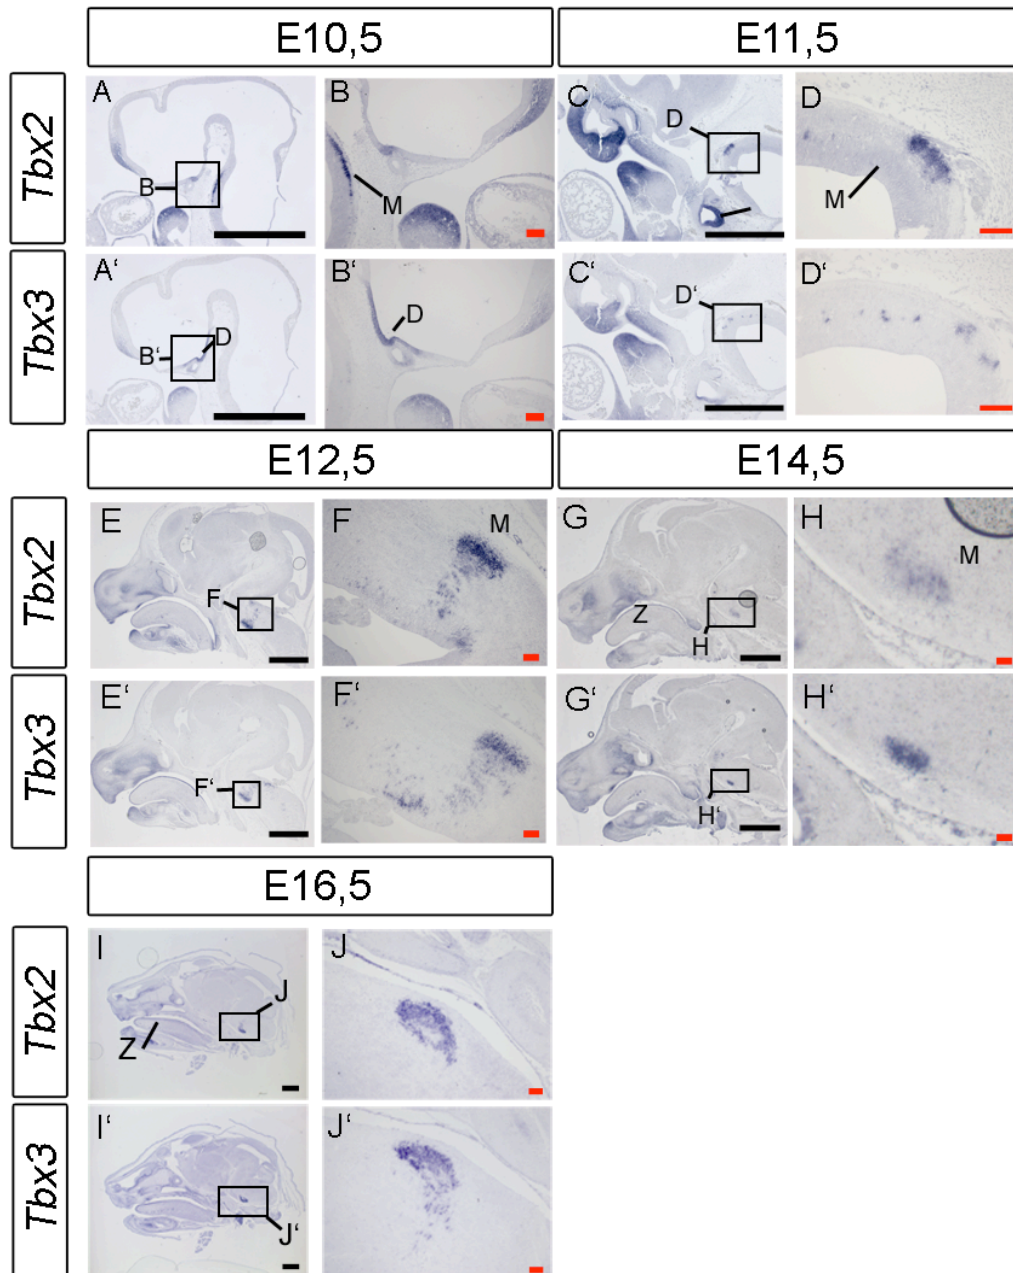 E10,5
E11,5
Tbx2
A
B
B
M
C
D
D
M
Tbx3
A‘
B‘
D
B‘
D
C‘
D‘
D‘
E12,5
E14,5
Tbx2
E
F
F
M
G
Z
H
H
M
Tbx3
E‘
F‘
F‘
G‘
H‘
H‘
E16,5
Tbx2
I
J
Z
J
Tbx3
I‘
J‘
J‘